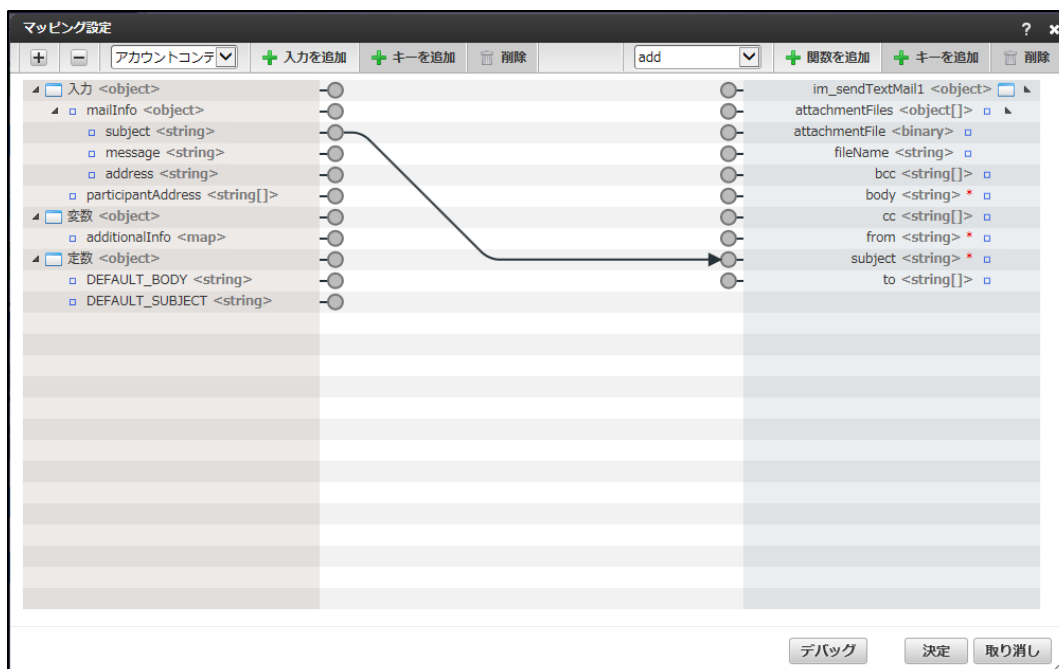 マッピング設定 ?
アカウントコンテ 入力を追加 キーを追加 削除 add 関数を追加 キーを追加 削除
入力 <object> im_sendTextMail1 <object>
mailInfo <object> attachmentFiles <object[]>
subject <string> attachmentFile <binary>
message <string> fileName <string>
address <string> bcc <string[]>
participantAddress <string[]> body <string> *
変数 <object> cc <string[]>
additionalInfo <map> from <string> *
定数 <object> subject <string> *
DEFAULT_BODY <string> to <string[]>
DEFAULT_SUBJECT <string>
デバッグ 決定 取り消し